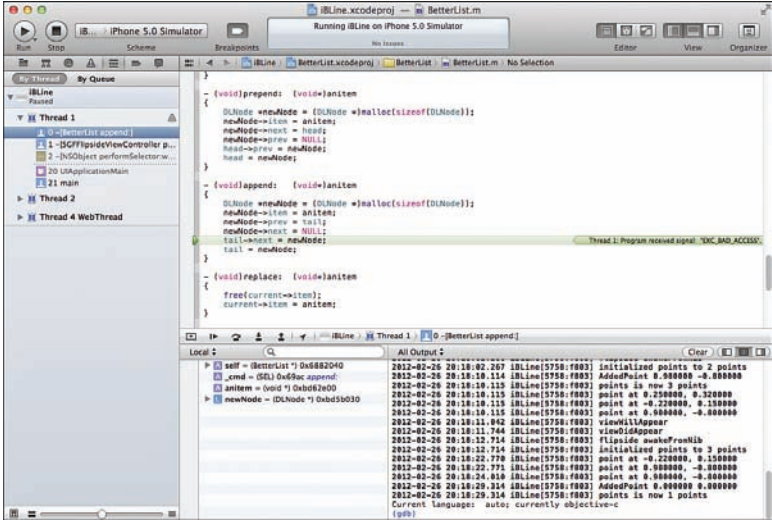 iBLine.xcodeproj — BetterList.m
iB... iPhone 5.0 Simulator
Running iBLine on iPhone 5.0 Simulator
No Issues
Run Stop Scheme Breakpoints Editor View Organizer
iBLine BetterList.xcodeproj BetterList BetterList.m No Selection
By Thread By Queue
iBLine
Paused
Thread 1
0 -[BetterList append:]
1 -[SGFFlipsideViewController p...
2 -[NSObject performSelector:w...
20 UIApplicationMain
21 main
Thread 2
Thread 4 WebThread
}
- (void)prepend: (void*)anitem
{
DLNode *newNode = (DLNode *)malloc(sizeof(DLNode));
newNode->item = anitem;
newNode->next = head;
newNode->prev = NULL;
head->prev = newNode;
head = newNode;
}
- (void)append: (void*)anitem
{
DLNode *newNode = (DLNode *)malloc(sizeof(DLNode));
newNode->item = anitem;
newNode->prev = tail;
newNode->next = NULL;
tail->next = newNode;
Thread 1: Program received signal: "EXC_BAD_ACCESS".
tail = newNode;
}
- (void)replace: (void*)anitem
{
free(current->item);
current->item = anitem;
}
iBLine Thread 1 0 -[BetterList append:]
Local
self = (BetterList *) 0x6882040
_cmd = (SEL) 0x69ac append:
anitem = (void *) 0xbd62e00
newNode = (DLNode *) 0xbd5b030
All Output Clear
2012-02-26 20:18:02.267 iBLine[5758:f803] initialized points to 2 points
2012-02-26 20:18:10.114 iBLine[5758:f803] AddedPoint 0.980000 -0.800000
2012-02-26 20:18:10.115 iBLine[5758:f803] points is now 3 points
2012-02-26 20:18:10.115 iBLine[5758:f803] point at 0.250000, 0.320000
2012-02-26 20:18:10.115 iBLine[5758:f803] point at -0.220000, 0.150000
2012-02-26 20:18:10.115 iBLine[5758:f803] point at 0.980000, -0.800000
2012-02-26 20:18:11.042 iBLine[5758:f803] viewWillAppear
2012-02-26 20:18:11.744 iBLine[5758:f803] viewDidAppear
2012-02-26 20:18:12.714 iBLine[5758:f803] flipside awakeFromNib
2012-02-26 20:18:12.714 iBLine[5758:f803] initialized points to 3 points
2012-02-26 20:18:22.770 iBLine[5758:f803] point at -0.220000, 0.150000
2012-02-26 20:18:22.771 iBLine[5758:f803] point at 0.980000, -0.800000
2012-02-26 20:18:24.010 iBLine[5758:f803] point at 0.980000, -0.800000
2012-02-26 20:18:29.314 iBLine[5758:f803] AddedPoint 0.000000 0.000000
2012-02-26 20:18:29.314 iBLine[5758:f803] points is now 1 points
Current language: auto; currently objective-c
(gdb)